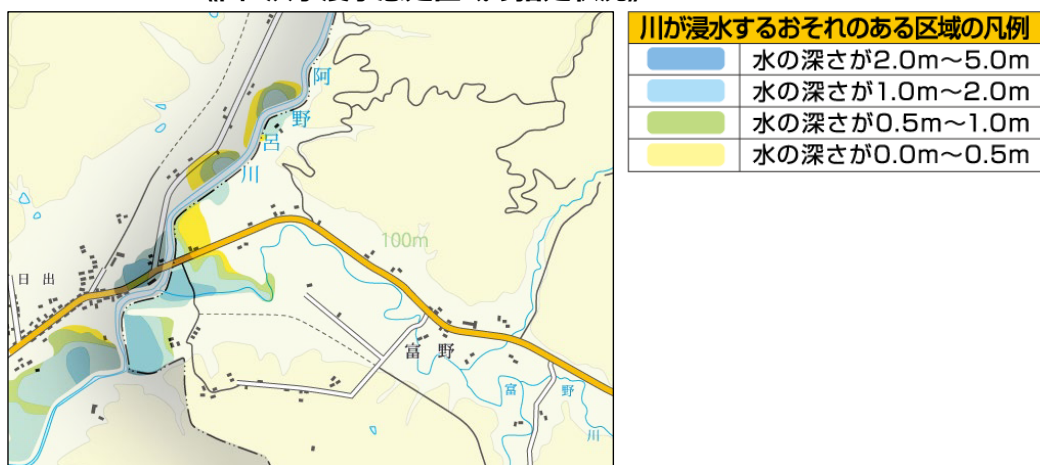 川が浸水するおそれのある区域の凡例
水の深さが2.0m〜5.0m
水の深さが1.0m〜2.0m
水の深さが0.5m〜1.0m
水の深さが0.0m〜0.5m
阿野呂川
100m
日出
富野
富野川